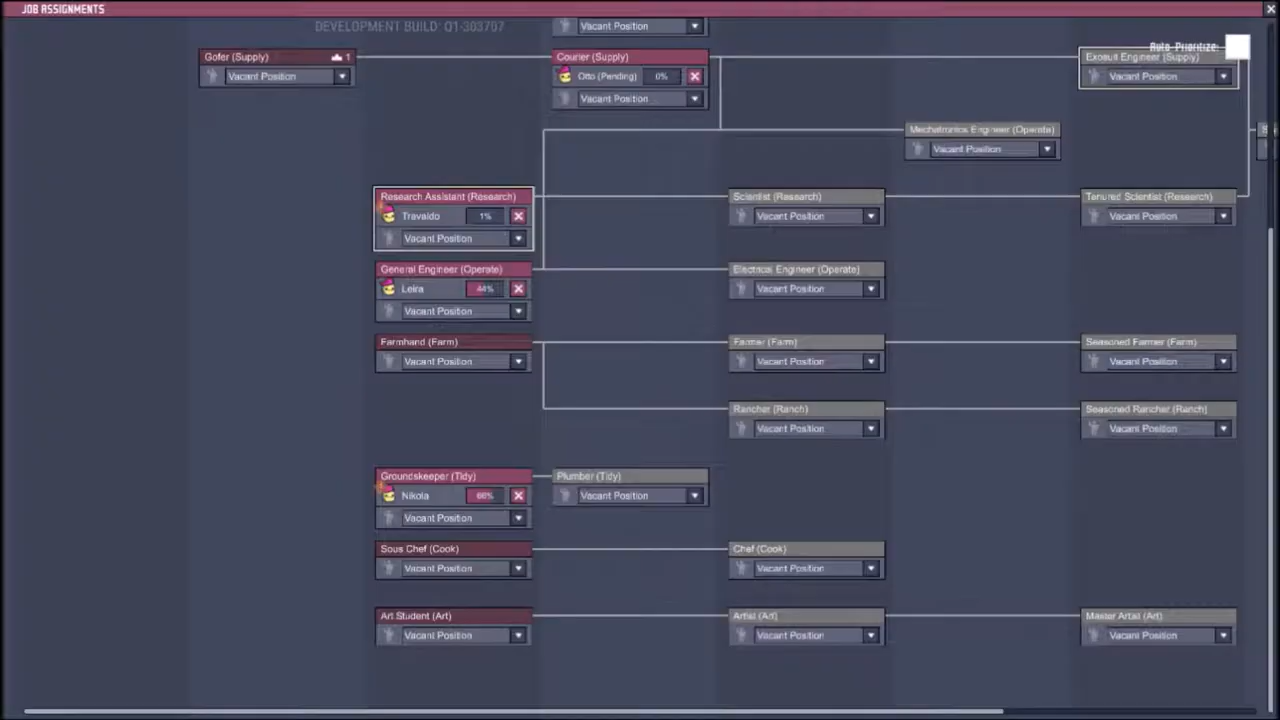 JOB ASSIGNMENTS
DEVELOPMENT BUILD: Q1-303707
Vacant Position
Auto-Prioritize:
Gofer (Supply) 1
Vacant Position
Courier (Supply)
Otto (Pending) 0%
Vacant Position
Exosuit Engineer (Supply)
Vacant Position
Mechatronics Engineer (Operate)
Vacant Position
Research Assistant (Research)
Travaldo 1%
Vacant Position
Scientist (Research)
Vacant Position
Tenured Scientist (Research)
Vacant Position
General Engineer (Operate)
Leira 44%
Vacant Position
Electrical Engineer (Operate)
Vacant Position
Farmhand (Farm)
Vacant Position
Farmer (Farm)
Vacant Position
Seasoned Farmer (Farm)
Vacant Position
Rancher (Ranch)
Vacant Position
Seasoned Rancher (Ranch)
Vacant Position
Groundskeeper (Tidy)
Nikola 66%
Vacant Position
Plumber (Tidy)
Vacant Position
Sous Chef (Cook)
Vacant Position
Chef (Cook)
Vacant Position
Art Student (Art)
Vacant Position
Artist (Art)
Vacant Position
Master Artist (Art)
Vacant Position